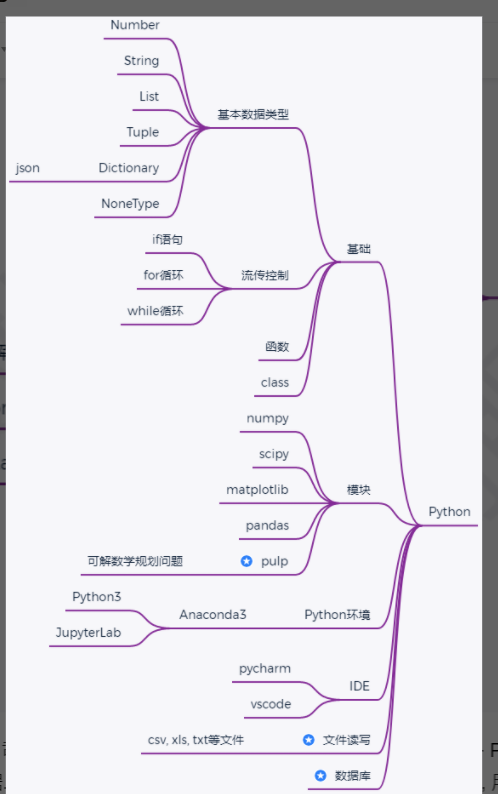 Number
String
List
Tuple
json
Dictionary
NoneType
基本数据类型
if语句
for循环
while循环
流传控制
函数
class
基础
numpy
scipy
matplotlib
pandas
可解数学规划问题
pulp
模块
Python
Python3
JupyterLab
Anaconda3
Python环境
pycharm
vscode
IDE
csv, xls, txt等文件
文件读写
数据库